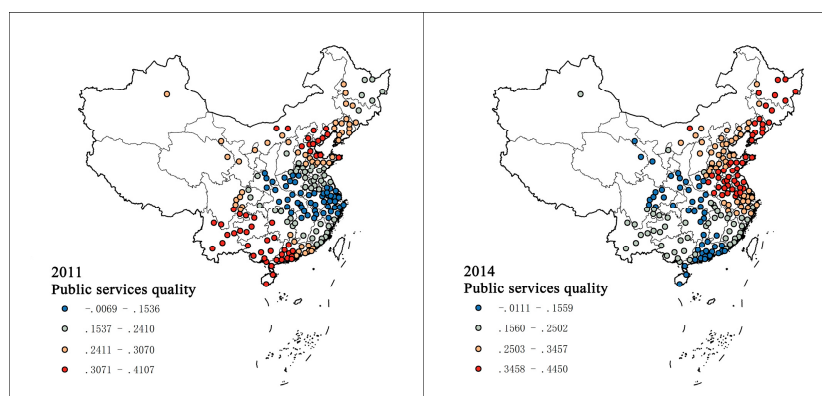 2011
Public services quality
-.0069 - .1536
.1537 - .2410
.2411 - .3070
.3071 - .4107
2014
Public services quality
-.0111 - .1559
.1560 - .2502
.2503 - .3457
.3458 - .4450